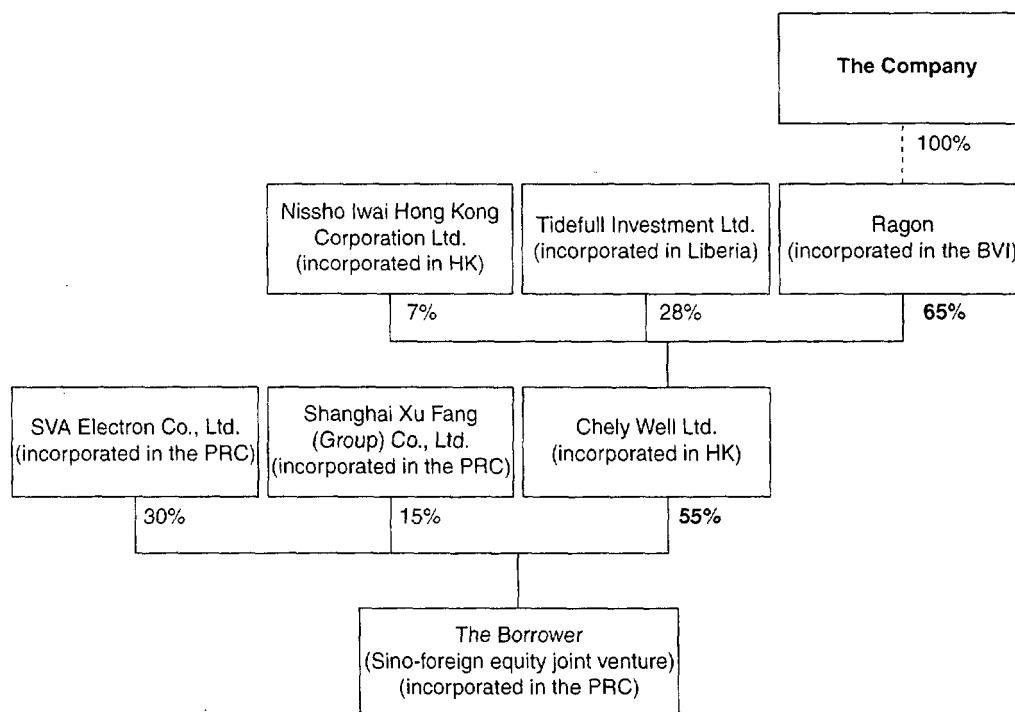 The Company
100%
Nissho Iwai Hong Kong
Corporation Ltd.
(incorporated in HK)
Tidefull Investment Ltd.
(incorporated in Liberia)
Ragon
(incorporated in the BVI)
7%
28%
65%
SVA Electron Co., Ltd.
(incorporated in the PRC)
Shanghai Xu Fang
(Group) Co., Ltd.
(incorporated in the PRC)
Chely Well Ltd.
(incorporated in HK)
30%
15%
55%
The Borrower
(Sino-foreign equity joint venture)
(incorporated in the PRC)